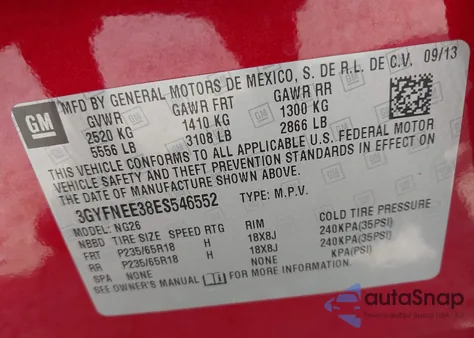 GM
MFD BY GENERAL MOTORS DE MEXICO, S. DE R.L. DE C.V. 09/13
GVWR GAWR FRT GAWR RR
2520 KG 1410 KG 1300 KG
5556 LB 3108 LB 2866 LB
THIS VEHICLE CONFORMS TO ALL APPLICABLE U.S. FEDERAL MOTOR
VEHICLE SAFETY AND THEFT PREVENTION STANDARDS IN EFFECT ON
THE DATE OF MANUFACTURE SHOWN ABOVE.
3GYFNEE38ES546552 TYPE: M.P.V.
MODEL: NG26
NBBD TIRE SIZE SPEED RTG RIM COLD TIRE PRESSURE
FRT P235/65R18 H 18X8J 240KPA(35PSI)
RR P235/65R18 H 18X8J 240KPA(35PSI)
SPA NONE NONE KPA(PSI)
SEE OWNER'S MANUAL FOR ADDITIONAL INFORMATION
autaSnap